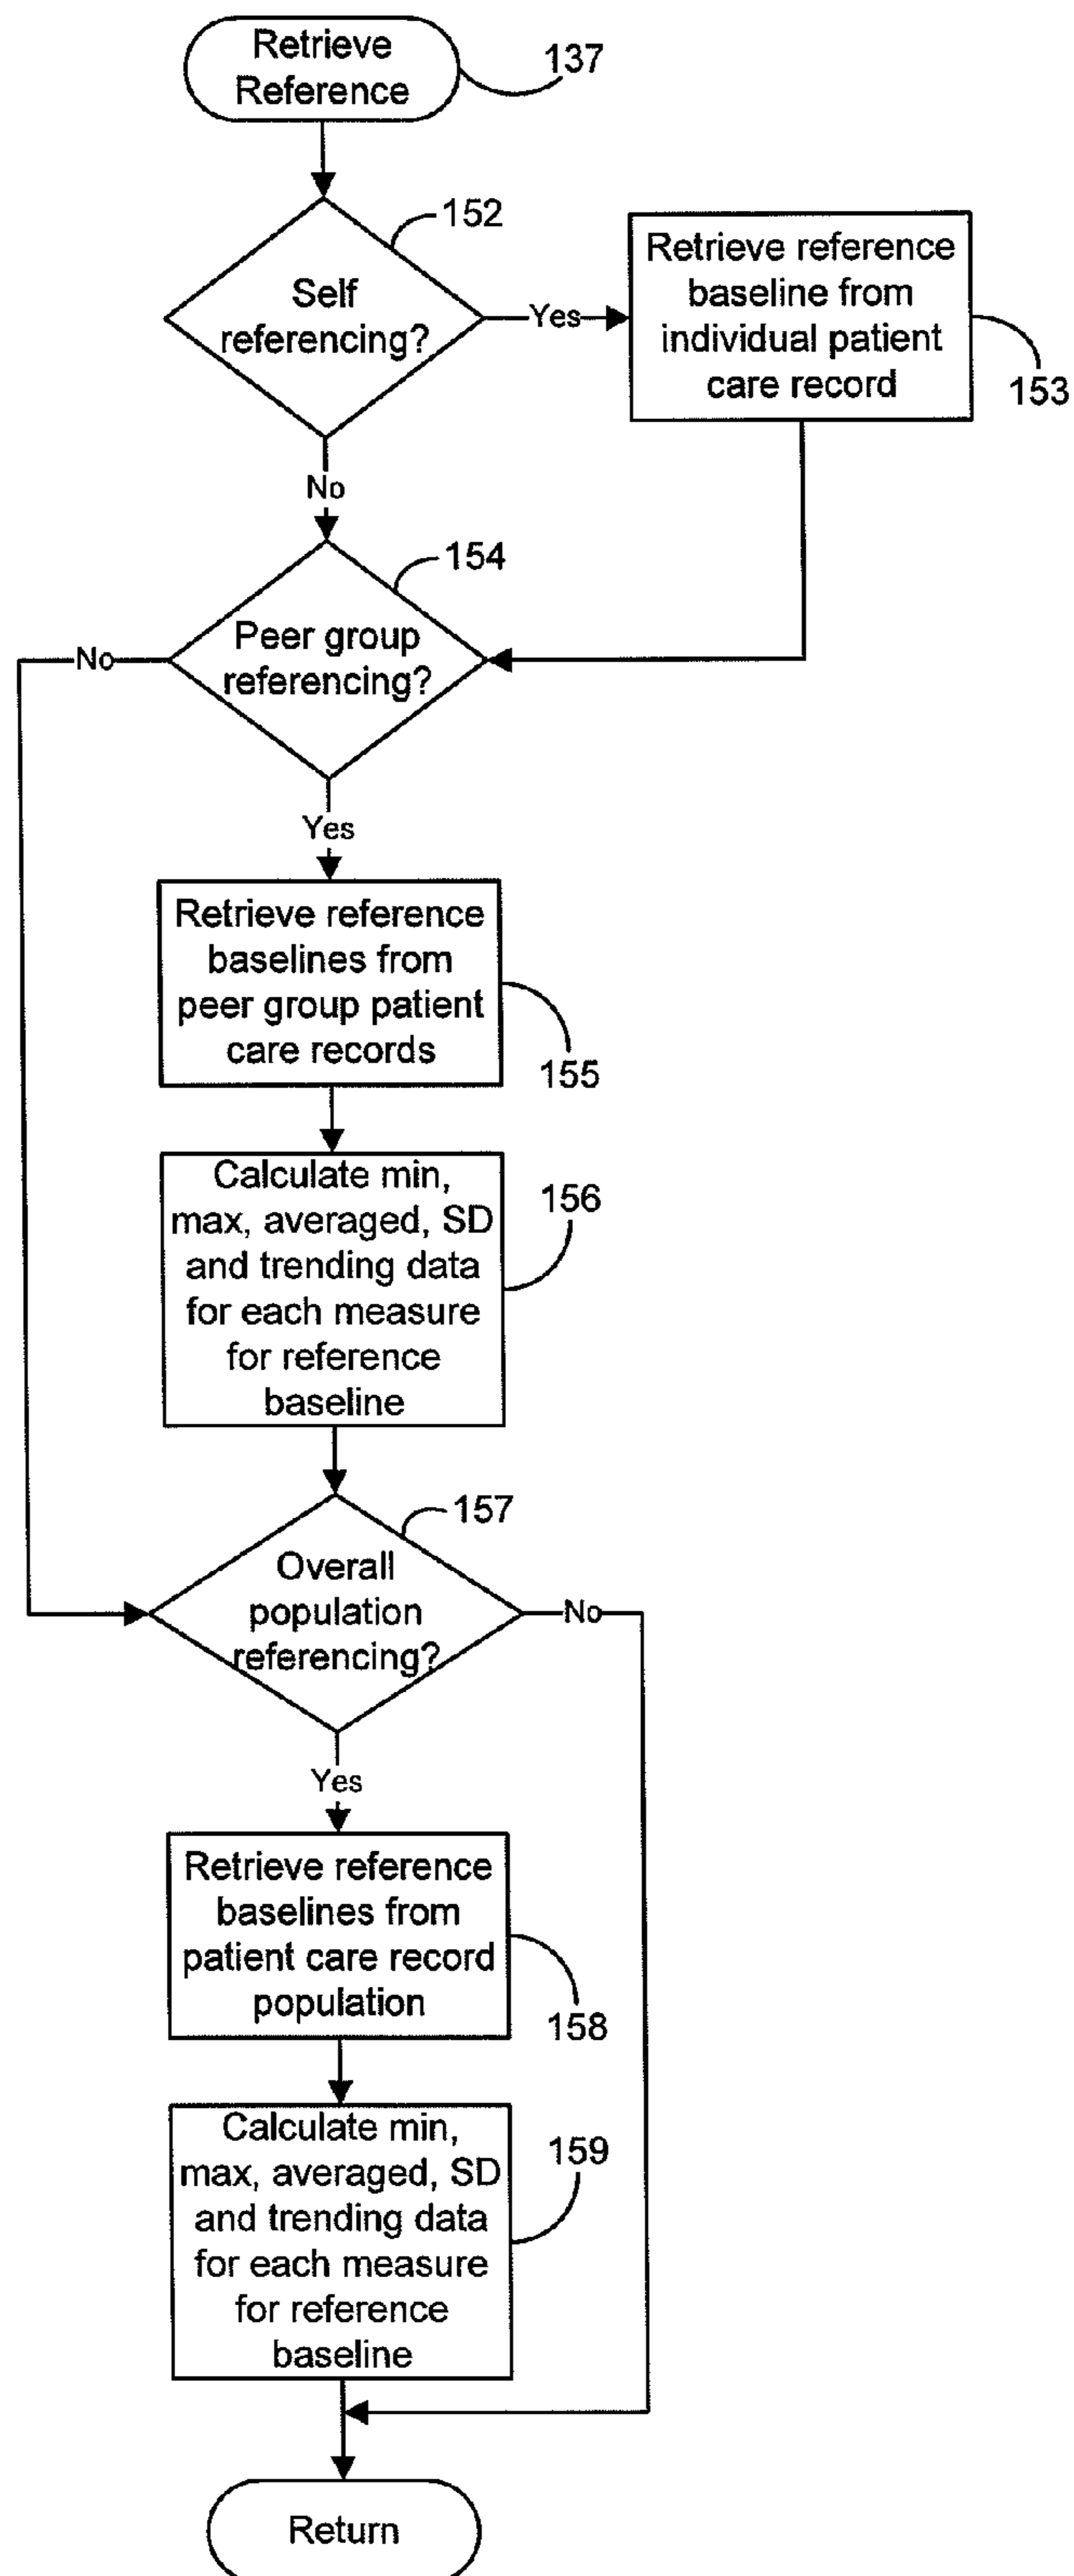 Retrieve
Reference
137
152
Self
referencing?
Yes
Retrieve reference
baseline from
individual patient
care record
153
No
154
Peer group
referencing?
No
Yes
Retrieve reference
baselines from
peer group patient
care records
155
Calculate min,
max, averaged, SD
and trending data
for each measure
for reference
baseline
156
157
Overall
population
referencing?
No
Yes
Retrieve reference
baselines from
patient care record
population
158
Calculate min,
max, averaged, SD
and trending data
for each measure
for reference
baseline
159
Return